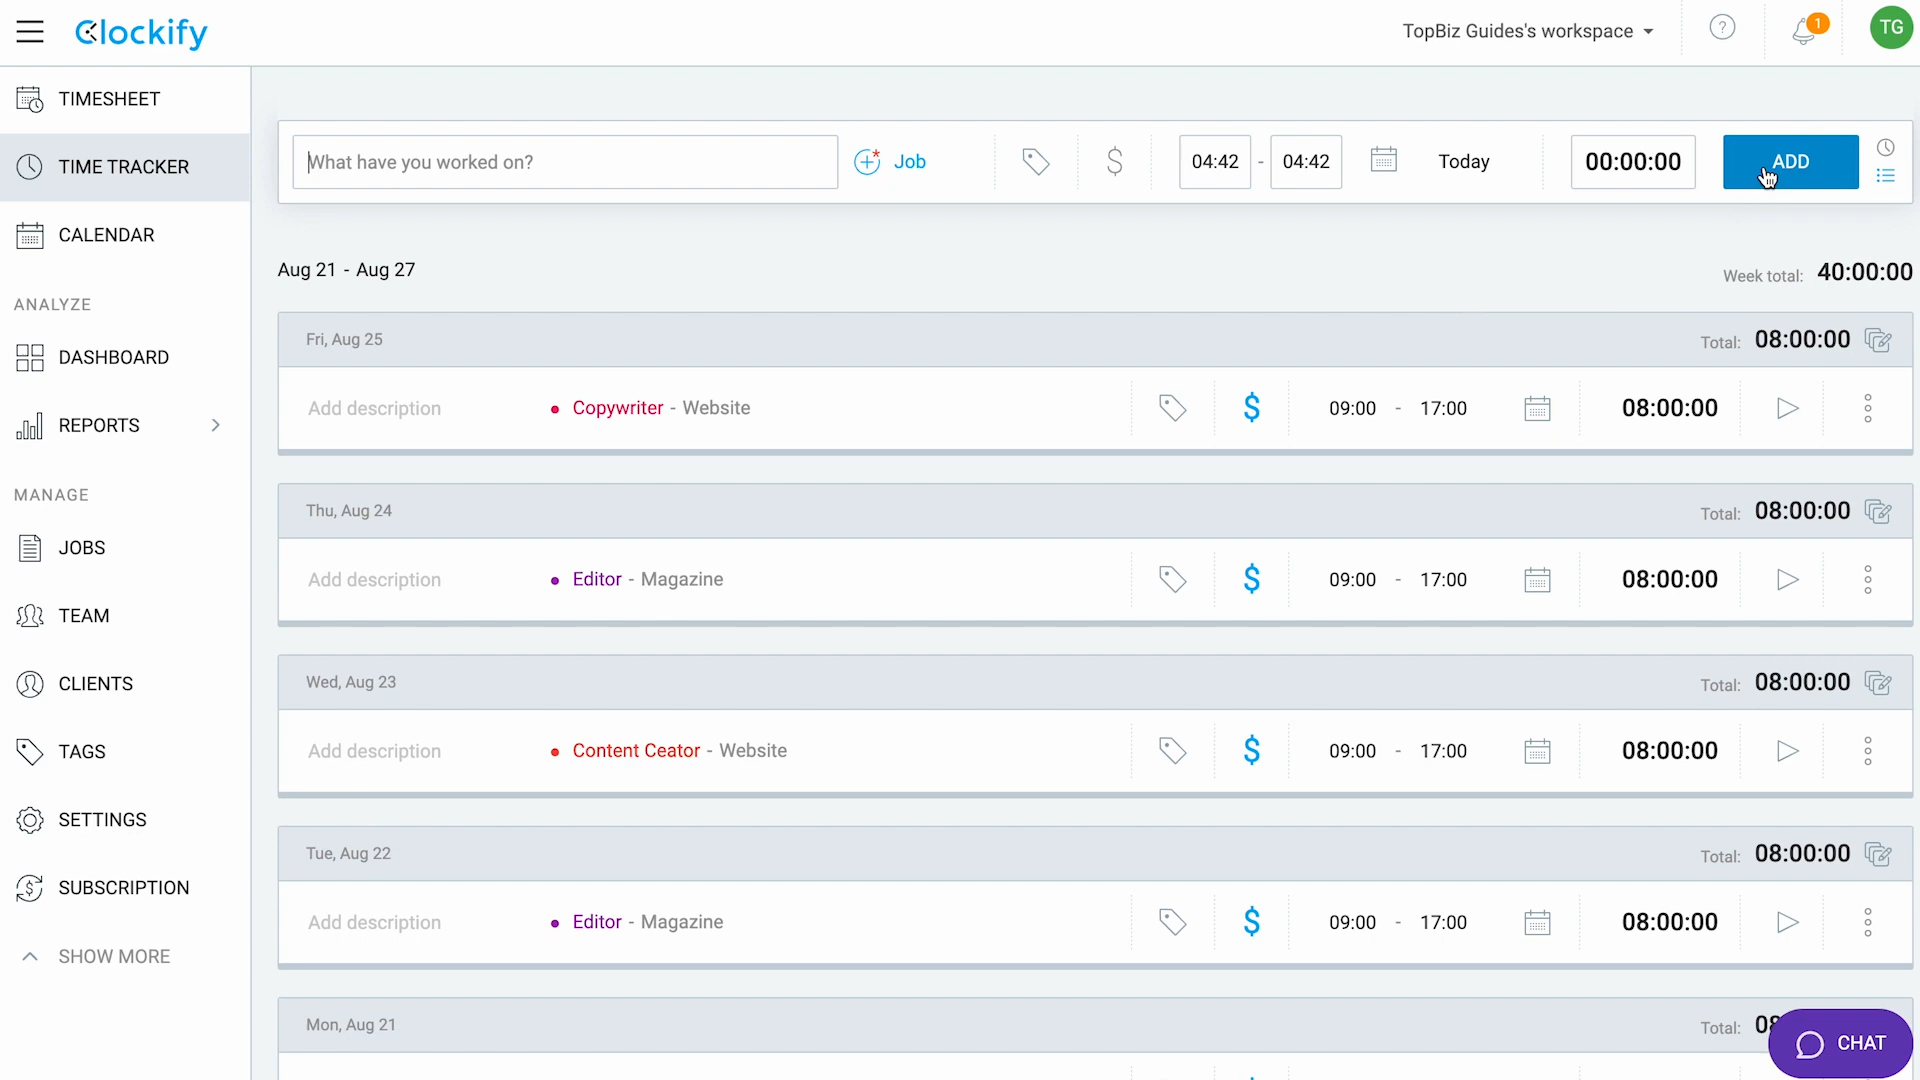 Clockify
TopBiz Guides's workspace
?
1
TG
TIMESHEET
TIME TRACKER
CALENDAR
ANALYZE
DASHBOARD
REPORTS
MANAGE
JOBS
TEAM
CLIENTS
TAGS
SETTINGS
SUBSCRIPTION
SHOW MORE
What have you worked on?
Job
$
04:42 - 04:42
Today
00:00:00
ADD
Aug 21 - Aug 27
Week total: 40:00:00
Fri, Aug 25
Total: 08:00:00
Add description
Copywriter - Website
$
09:00 - 17:00
08:00:00
Thu, Aug 24
Total: 08:00:00
Add description
Editor - Magazine
$
09:00 - 17:00
08:00:00
Wed, Aug 23
Total: 08:00:00
Add description
Content Ceator - Website
$
09:00 - 17:00
08:00:00
Tue, Aug 22
Total: 08:00:00
Add description
Editor - Magazine
$
09:00 - 17:00
08:00:00
Mon, Aug 21
Total:
CHAT